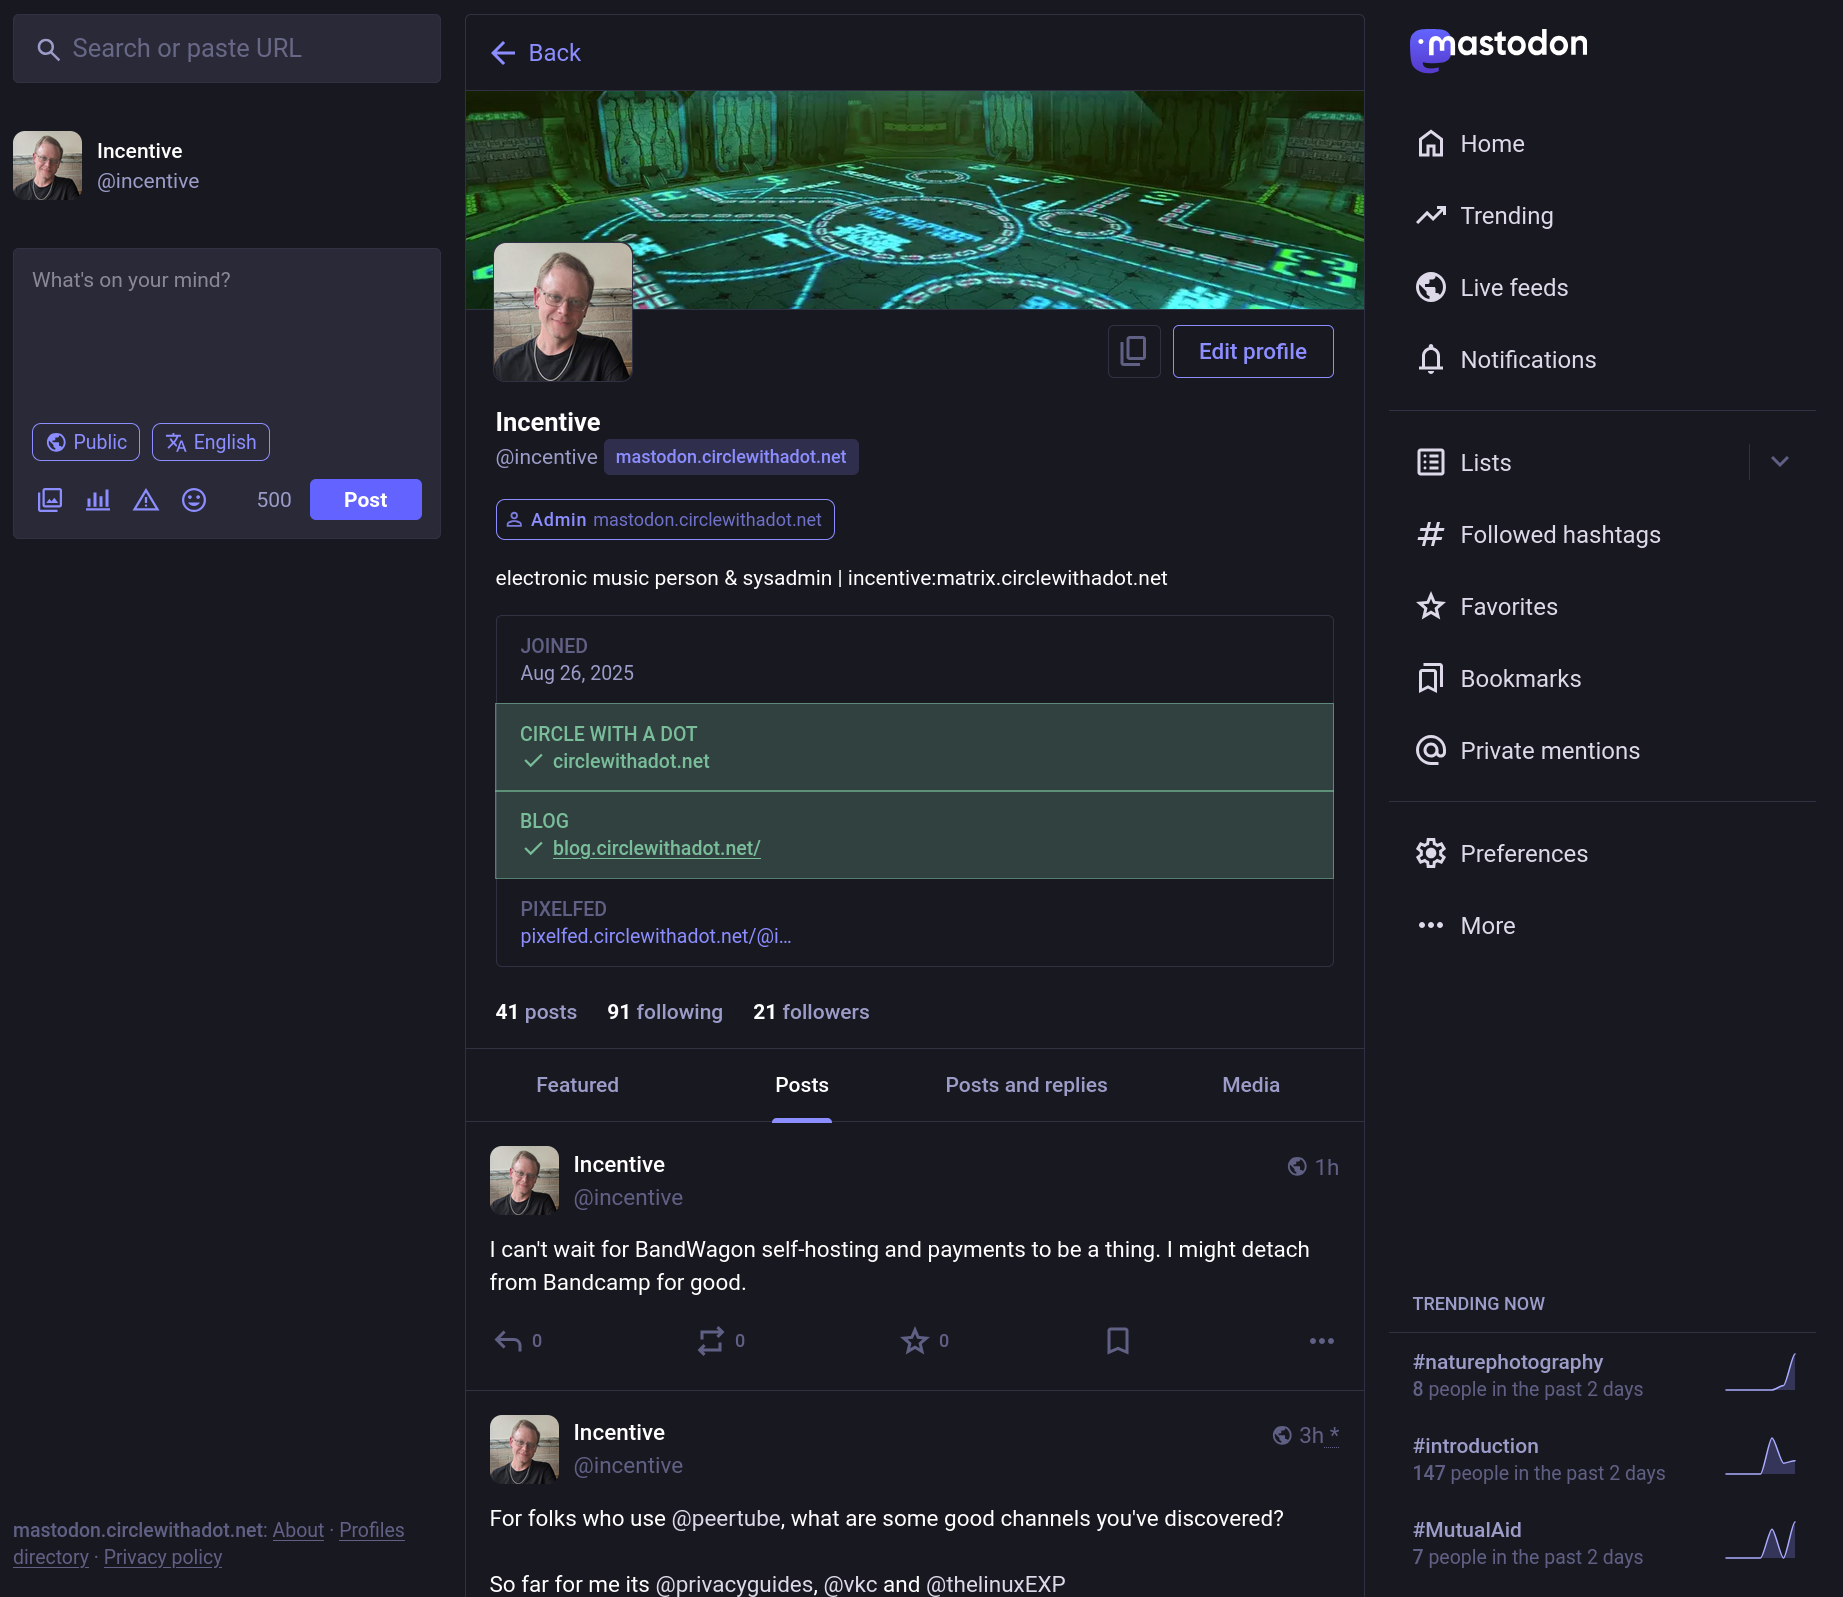 Search or paste URL
Incentive
@incentive
What's on your mind?
Public
English
500
Post
mastodon.circlewithadot.net: About · Profiles
directory · Privacy policy
Back
Edit profile
Incentive
@incentive mastodon.circlewithadot.net
Admin mastodon.circlewithadot.net
electronic music person & sysadmin | incentive:matrix.circlewithadot.net
JOINED
Aug 26, 2025
CIRCLE WITH A DOT
circlewithadot.net
BLOG
blog.circlewithadot.net/
PIXELFED
pixelfed.circlewithadot.net/@i...
41 posts 91 following 21 followers
Featured Posts Posts and replies Media
Incentive
1h
@incentive
I can't wait for BandWagon self-hosting and payments to be a thing. I might detach
from Bandcamp for good.
0 0 0
Incentive
3h *
@incentive
For folks who use @peertube, what are some good channels you've discovered?
So far for me its @privacyguides, @vkc and @thelinuxEXP
mastodon
Home
Trending
Live feeds
Notifications
Lists
Followed hashtags
Favorites
Bookmarks
Private mentions
Preferences
More
TRENDING NOW
#naturephotography
8 people in the past 2 days
#introduction
147 people in the past 2 days
#MutualAid
7 people in the past 2 days